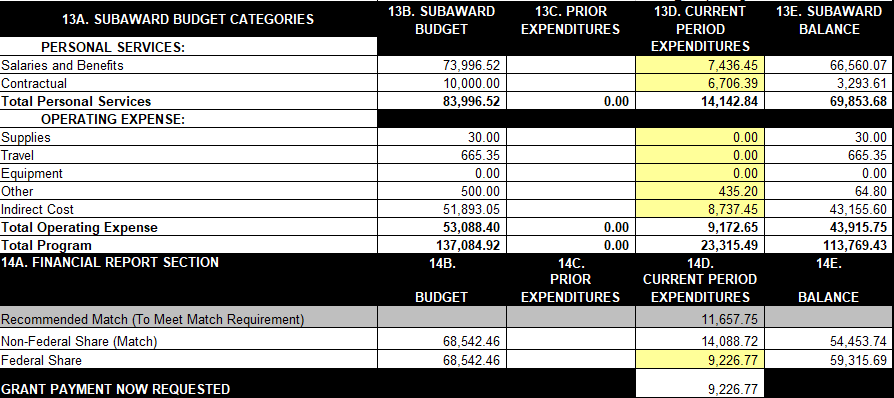 13A. SUBAWARD BUDGET CATEGORIES 13B. SUBAWARD BUDGET 13C. PRIOR EXPENDITURES 13D. CURRENT PERIOD EXPENDITURES 13E. SUBAWARD BALANCE
PERSONAL SERVICES:
Salaries and Benefits 73,996.52 7,436.45 66,560.07
Contractual 10,000.00 6,706.39 3,293.61
Total Personal Services 83,996.52 0.00 14,142.84 69,853.68
OPERATING EXPENSE:
Supplies 30.00 0.00 30.00
Travel 665.35 0.00 665.35
Equipment 0.00 0.00 0.00
Other 500.00 435.20 64.80
Indirect Cost 51,893.05 8,737.45 43,155.60
Total Operating Expense 53,088.40 0.00 9,172.65 43,915.75
Total Program 137,084.92 0.00 23,315.49 113,769.43
14A. FINANCIAL REPORT SECTION 14B. BUDGET 14C. PRIOR EXPENDITURES 14D. CURRENT PERIOD EXPENDITURES 14E. BALANCE
Recommended Match (To Meet Match Requirement) 11,657.75
Non-Federal Share (Match) 68,542.46 14,088.72 54,453.74
Federal Share 68,542.46 9,226.77 59,315.69
GRANT PAYMENT NOW REQUESTED 9,226.77